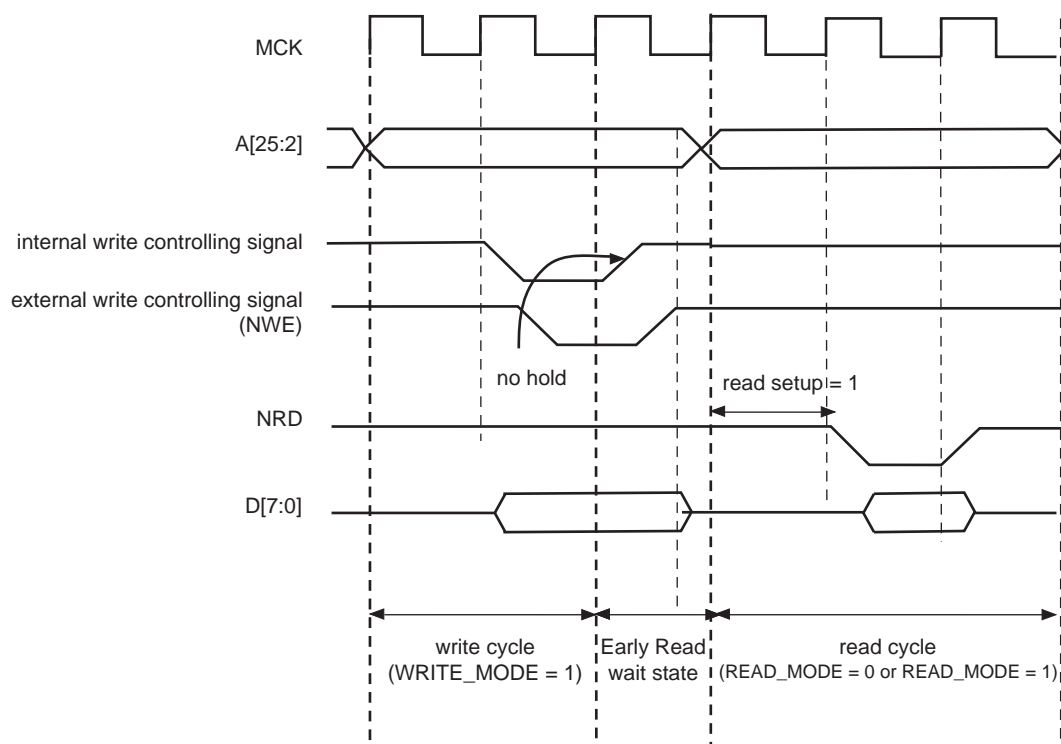 MCK
A[25:2]
internal write controlling signal
external write controlling signal
(NWE)
no hold
read setup = 1
NRD
D[7:0]
write cycle
(WRITE_MODE = 1)
Early Read
wait state
read cycle
(READ_MODE = 0 or READ_MODE = 1)